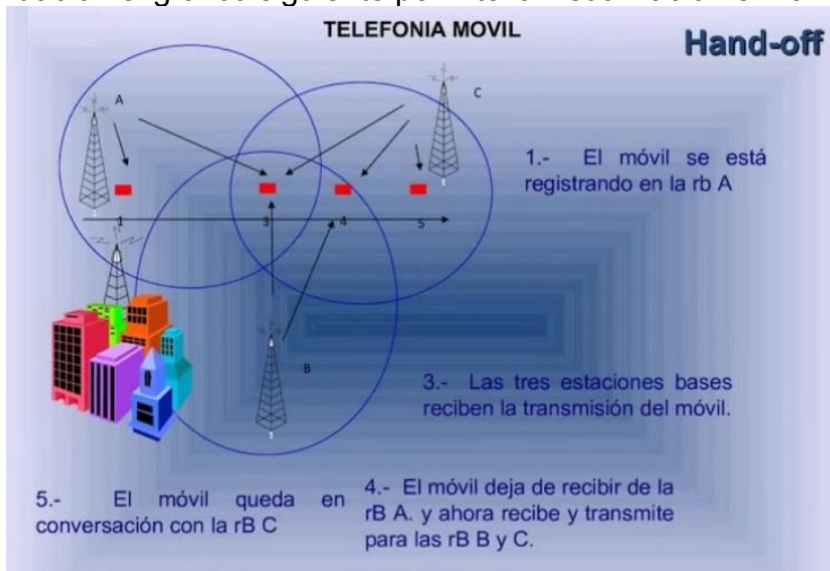 TELEFONIA MOVIL
Hand-off
A
C
1.- El móvil se está
registrando en la rb A
1
3
4
5
B
3.- Las tres estaciones bases
reciben la transmisión del móvil.
5.- El móvil queda en
conversación con la rB C
4.- El móvil deja de recibir de la
rB A. y ahora recibe y transmite
para las rB B y C.